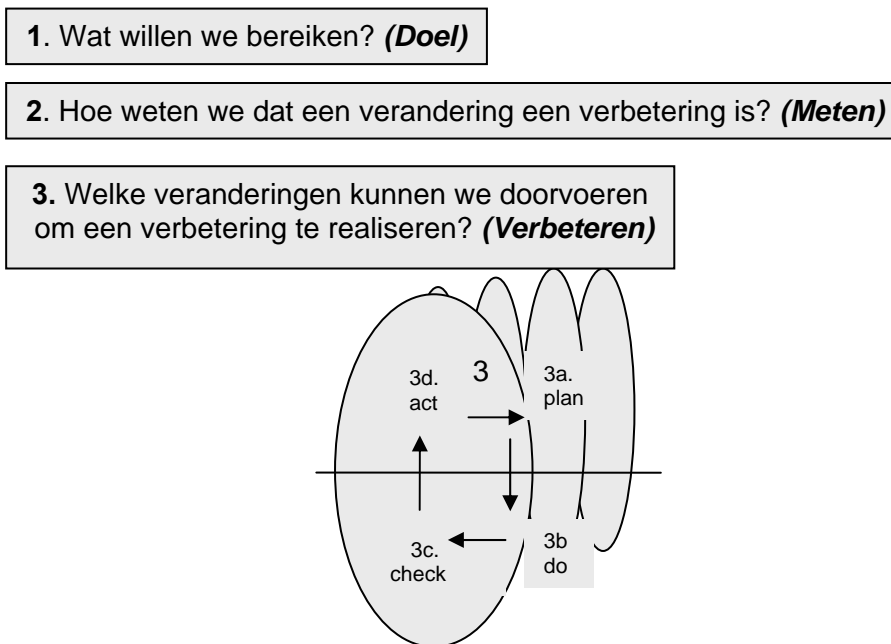 1. Wat willen we bereiken? (Doel)
2. Hoe weten we dat een verandering een verbetering is? (Meten)
3. Welke veranderingen kunnen we doorvoeren
om een verbetering te realiseren? (Verbeteren)
3
3d.
act
3a.
plan
3c.
check
3b
do